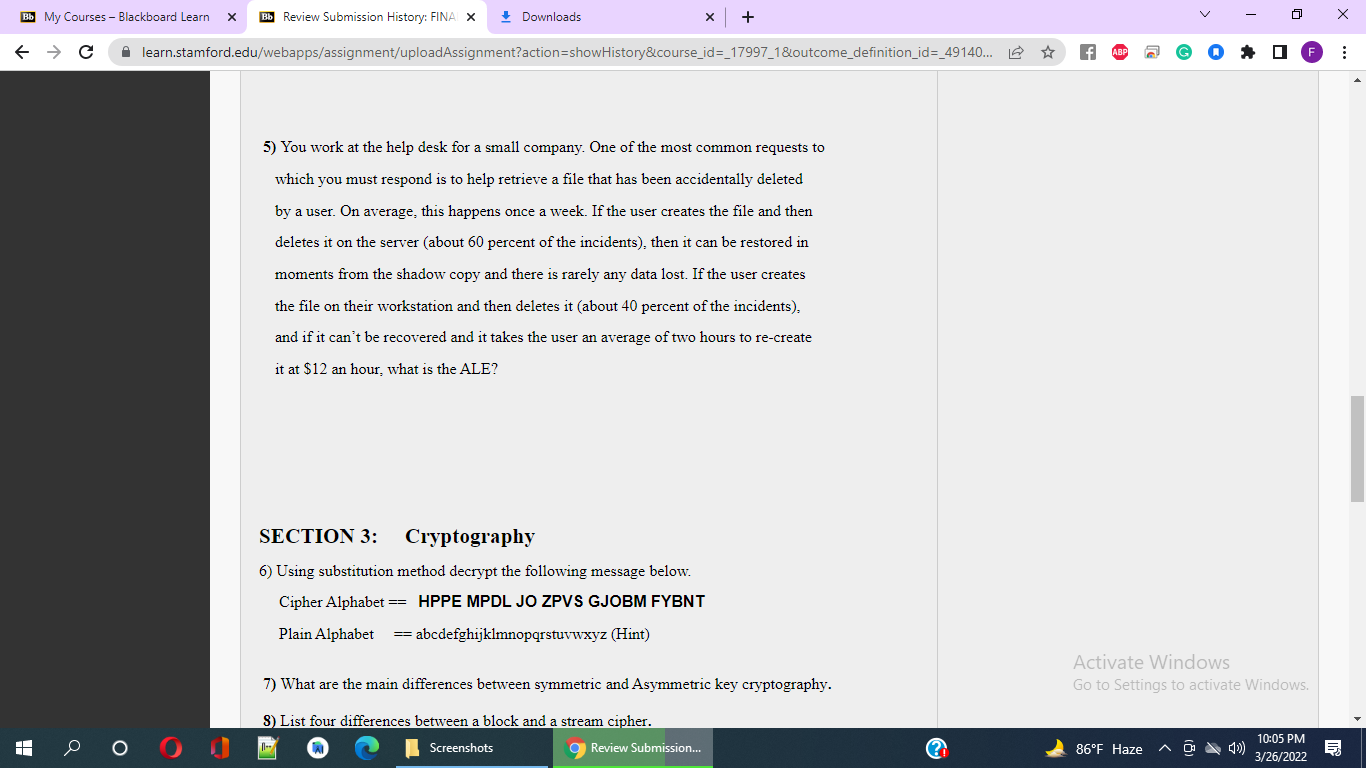 My Courses – Blackboard Learn
Review Submission History: FINA
Downloads
learn.stamford.edu/webapps/assignment/uploadAssignment?action=showHistory&course_id=_17997_1&outcome_definition_id=_49140...
5) You work at the help desk for a small company. One of the most common requests to
which you must respond is to help retrieve a file that has been accidentally deleted
by a user. On average, this happens once a week. If the user creates the file and then
deletes it on the server (about 60 percent of the incidents), then it can be restored in
moments from the shadow copy and there is rarely any data lost. If the user creates
the file on their workstation and then deletes it (about 40 percent of the incidents),
and if it can’t be recovered and it takes the user an average of two hours to re-create
it at $12 an hour, what is the ALE?
SECTION 3: Cryptography
6) Using substitution method decrypt the following message below.
Cipher Alphabet == HPPE MPDL JO ZPVS GJOBM FYBNT
Plain Alphabet == abcdefghijklmnopqrstuvwxyz (Hint)
7) What are the main differences between symmetric and Asymmetric key cryptography.
8) List four differences between a block and a stream cipher.
Activate Windows
Go to Settings to activate Windows.
Screenshots
Review Submission...
86°F Haze
10:05 PM
3/26/2022